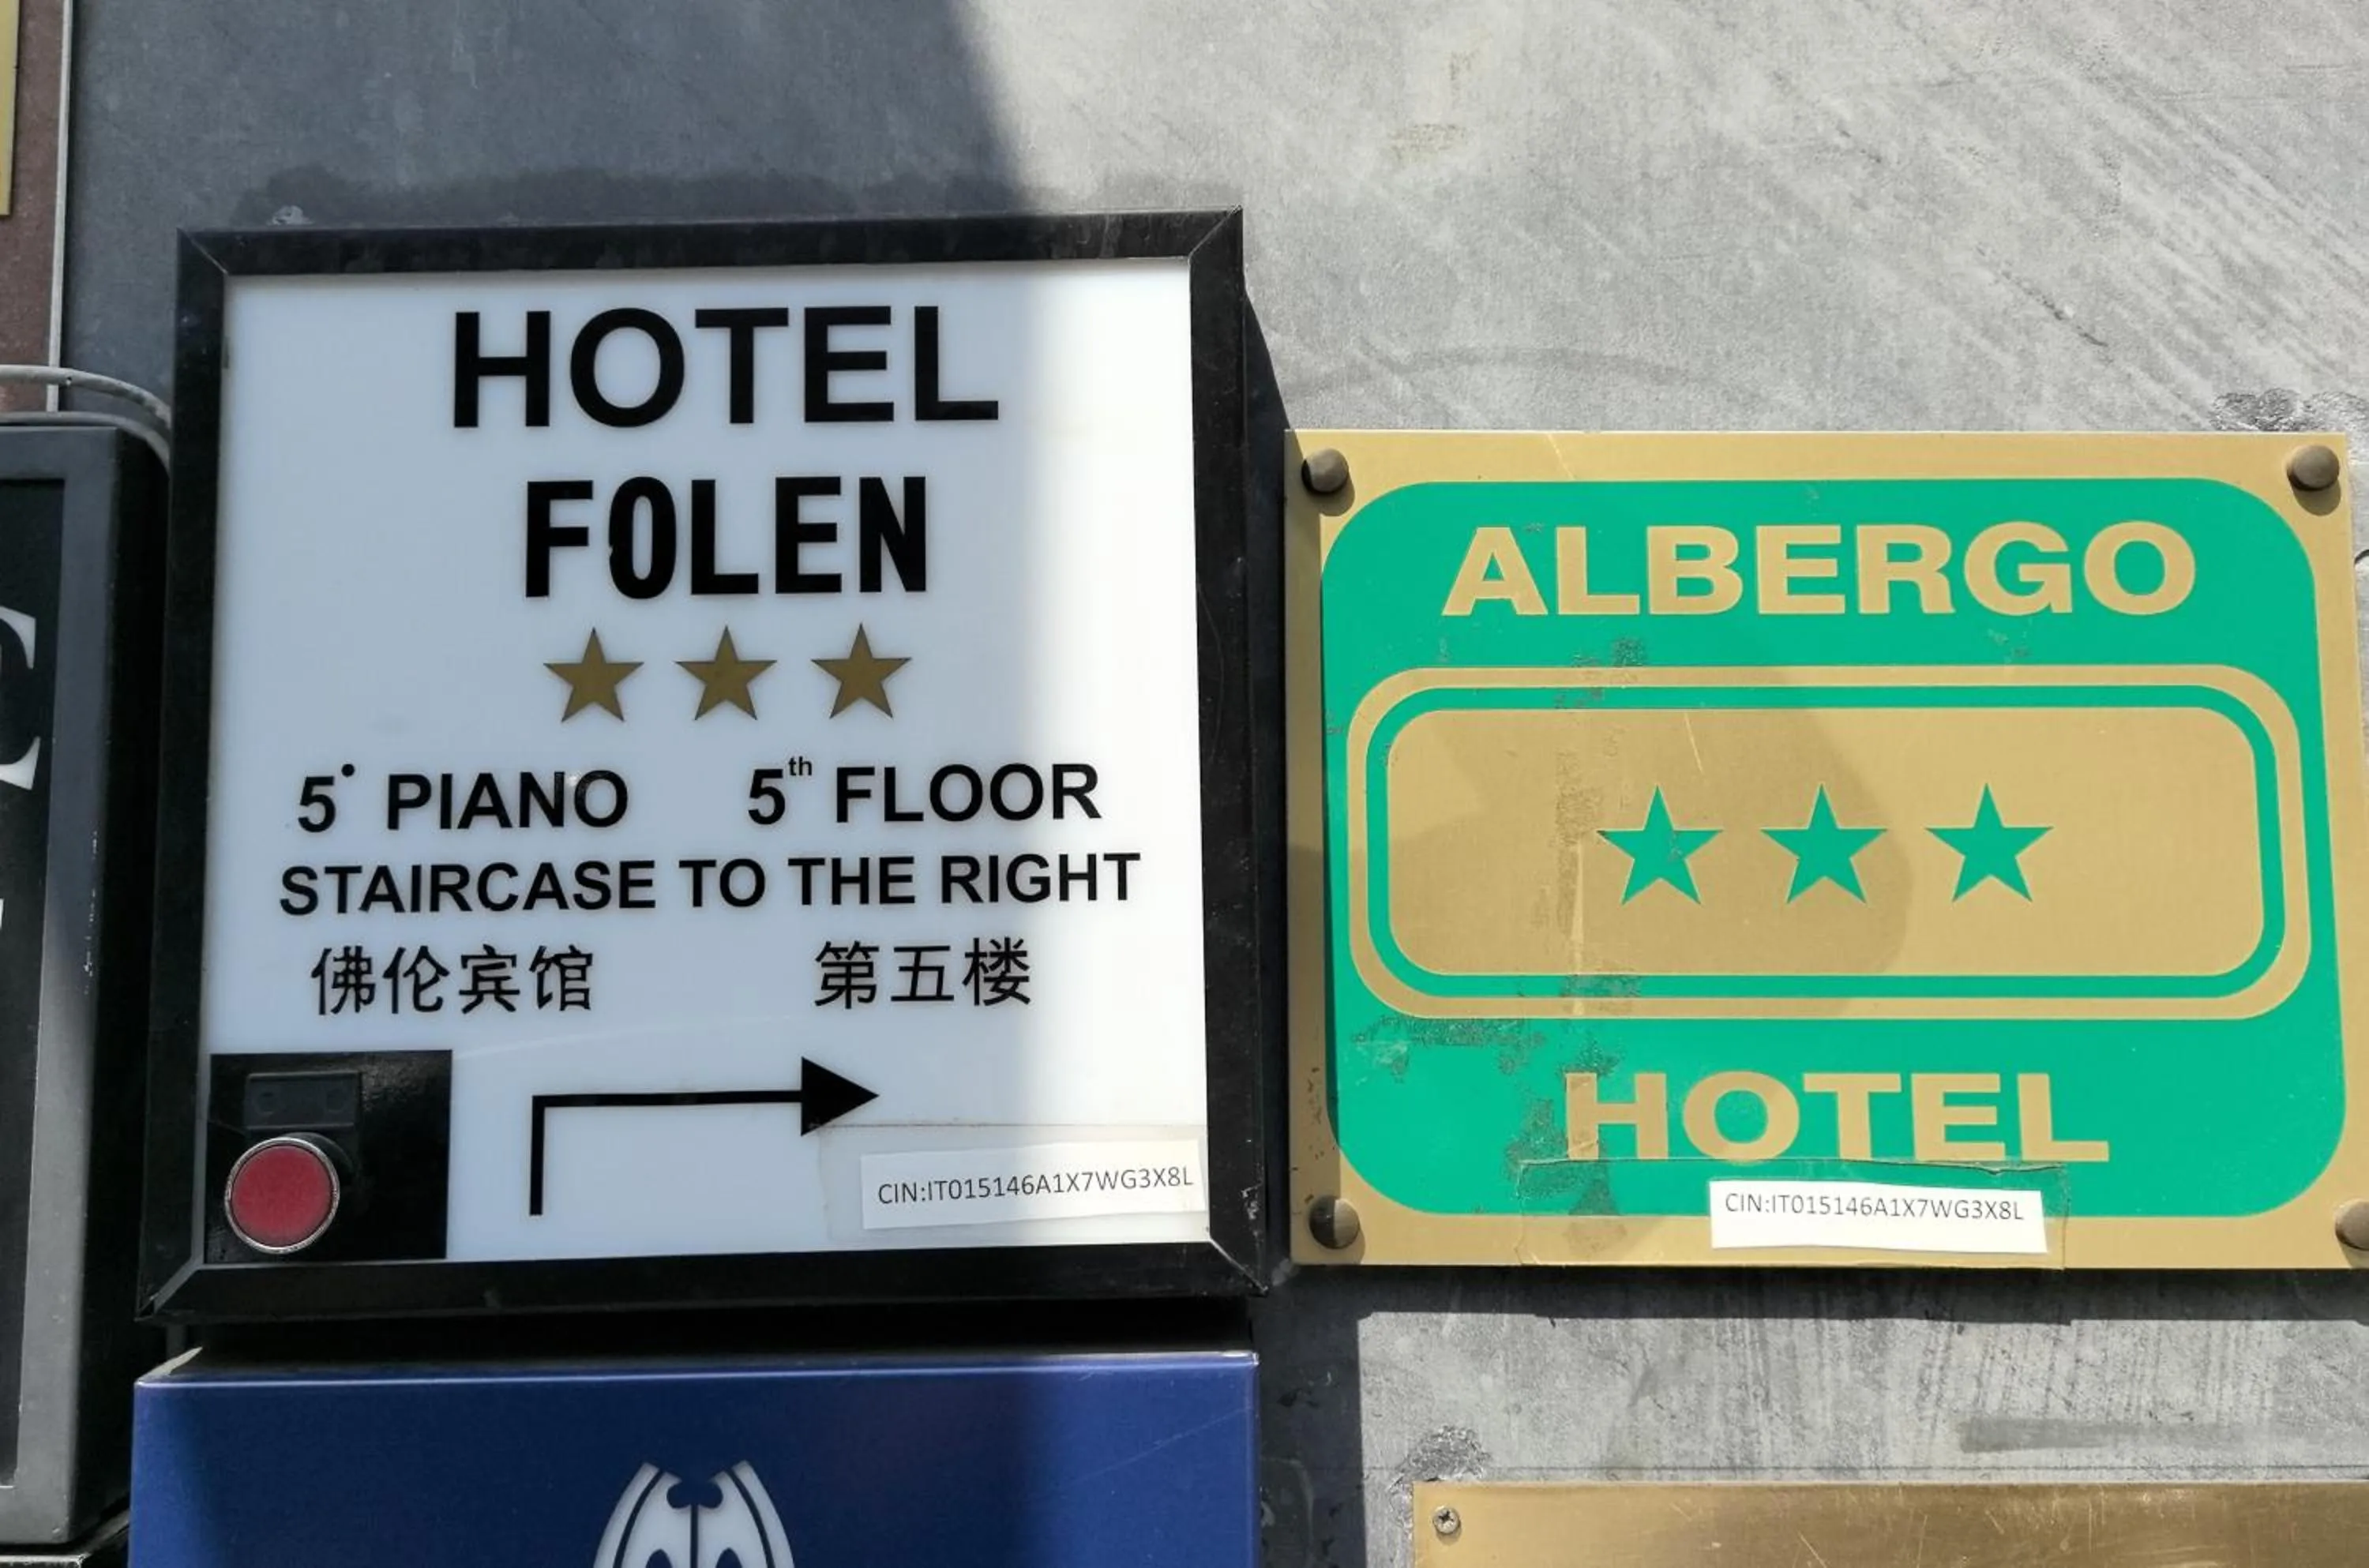 HOTEL
FOLEN
5° PIANO 5th FLOOR
STAIRCASE TO THE RIGHT
佛伦宾馆 第五楼
CIN:IT015146A1X7WG3X8L
ALBERGO
HOTEL
CIN:IT015146A1X7WG3X8L